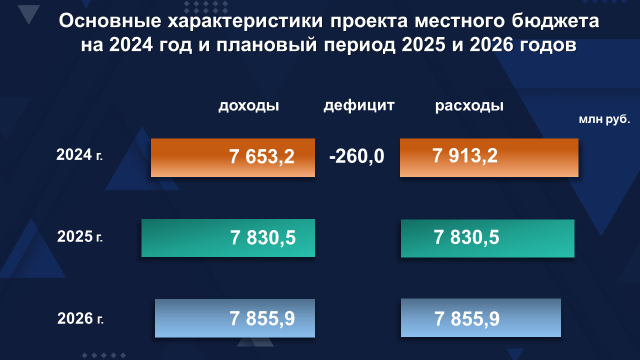 Основные характеристики проекта местного бюджета
на 2024 год и плановый период 2025 и 2026 годов
доходы дефицит расходы
млн руб.
2024 г. 7 653,2 -260,0 7 913,2
2025 г. 7 830,5 7 830,5
2026 г. 7 855,9 7 855,9